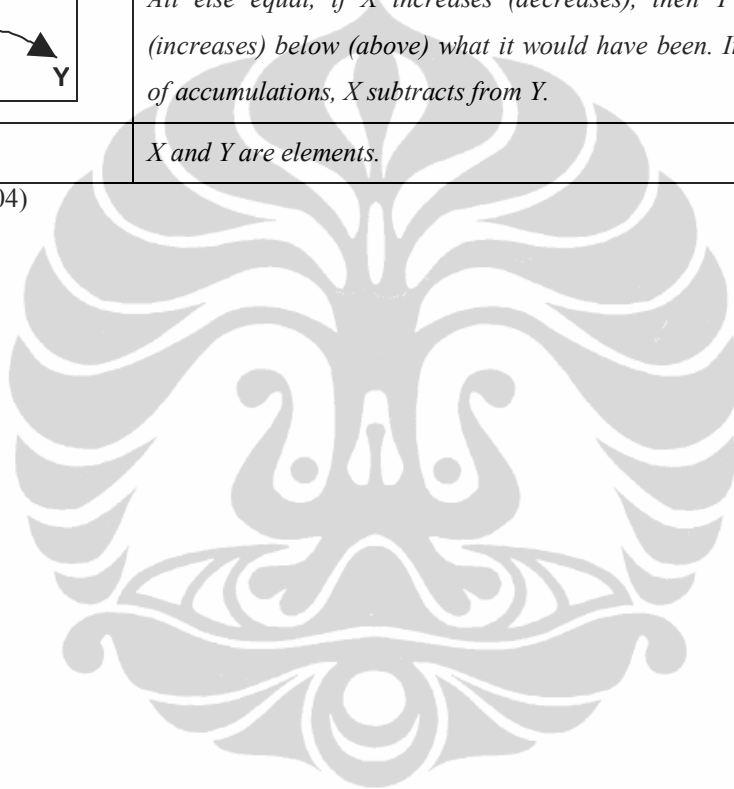 All else equal, if X increases (decreases), then Y
(increases) below (above) what it would have been.
of accumulations, X subtracts from Y.
Y
X and Y are elements.
04)